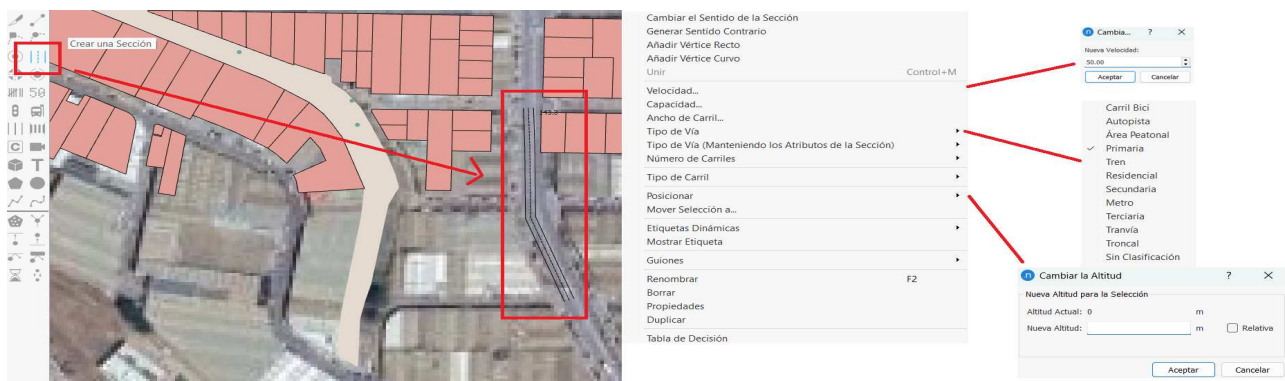 Crear una Sección
50
C
T
43.3
Cambiar el Sentido de la Sección
Generar Sentido Contrario
Añadir Vértice Recto
Añadir Vértice Curvo
Unir Control+M
Velocidad...
Capacidad...
Ancho de Carril...
Tipo de Vía
Tipo de Vía (Manteniendo los Atributos de la Sección)
Número de Carriles
Tipo de Carril
Posicionar
Mover Selección a...
Etiquetas Dinámicas
Mostrar Etiqueta
Guiones
Renombrar F2
Borrar
Propiedades
Duplicar
Tabla de Decisión
n Cambia... ? ×
Nueva Velocidad:
50.00
Aceptar Cancelar
Carril Bici
Autopista
Área Peatonal
Primaria
Tren
Residencial
Secundaria
Metro
Terciaria
Tranvía
Troncal
Sin Clasificación
n Cambiar la Altitud ? ×
Nueva Altitud para la Selección
Altitud Actual: 0 m
Nueva Altitud: m Relativa
Aceptar Cancelar